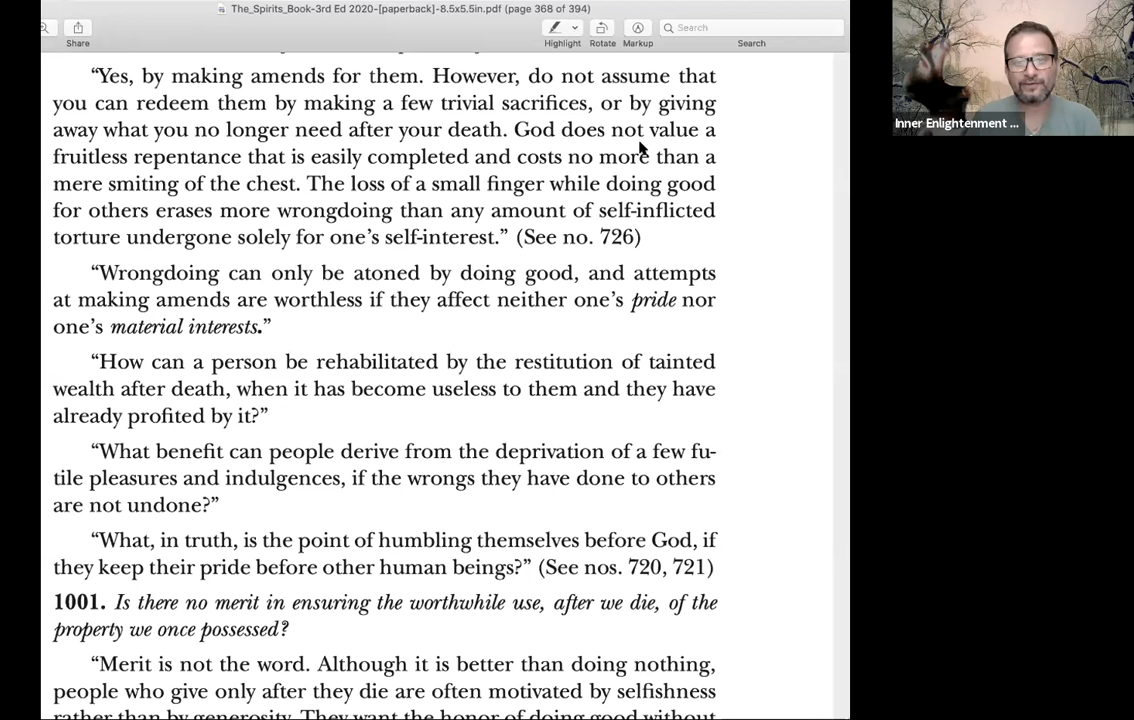 The_Spirits_Book-3rd Ed 2020-[paperback]-8.5x5.5in.pdf (page 368 of 394)
Search
Share
Highlight
Rotate
Markup
Search
“Yes, by making amends for them. However, do not assume that
you can redeem them by making a few trivial sacrifices, or by giving
away what you no longer need after your death. God does not value a
fruitless repentance that is easily completed and costs no more than a
mere smiting of the chest. The loss of a small finger while doing good
for others erases more wrongdoing than any amount of self-inflicted
torture undergone solely for one’s self-interest.” (See no. 726)
“Wrongdoing can only be atoned by doing good, and attempts
at making amends are worthless if they affect neither one’s pride nor
one’s material interests.”
“How can a person be rehabilitated by the restitution of tainted
wealth after death, when it has become useless to them and they have
already profited by it?”
“What benefit can people derive from the deprivation of a few fu-
tile pleasures and indulgences, if the wrongs they have done to others
are not undone?”
“What, in truth, is the point of humbling themselves before God, if
they keep their pride before other human beings?” (See nos. 720, 721)
1001. Is there no merit in ensuring the worthwhile use, after we die, of the
property we once possessed?
“Merit is not the word. Although it is better than doing nothing,
people who give only after they die are often motivated by selfishness
rather than by generosity. They want the honor of doing good without
Inner Enlightenment ...